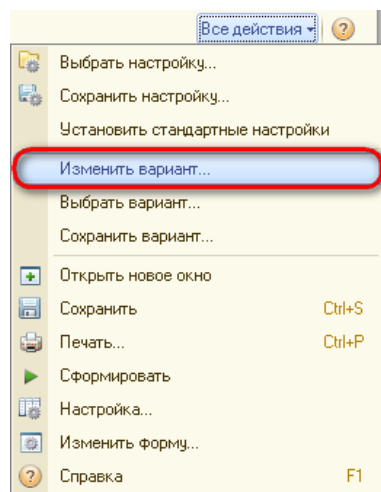 Все действия
Выбрать настройку...
Сохранить настройку...
Установить стандартные настройки
Изменить вариант...
Выбрать вариант...
Сохранить вариант...
Открыть новое окно
Сохранить Ctrl+S
Печать... Ctrl+P
Сформировать
Настройка...
Изменить форму...
Справка F1